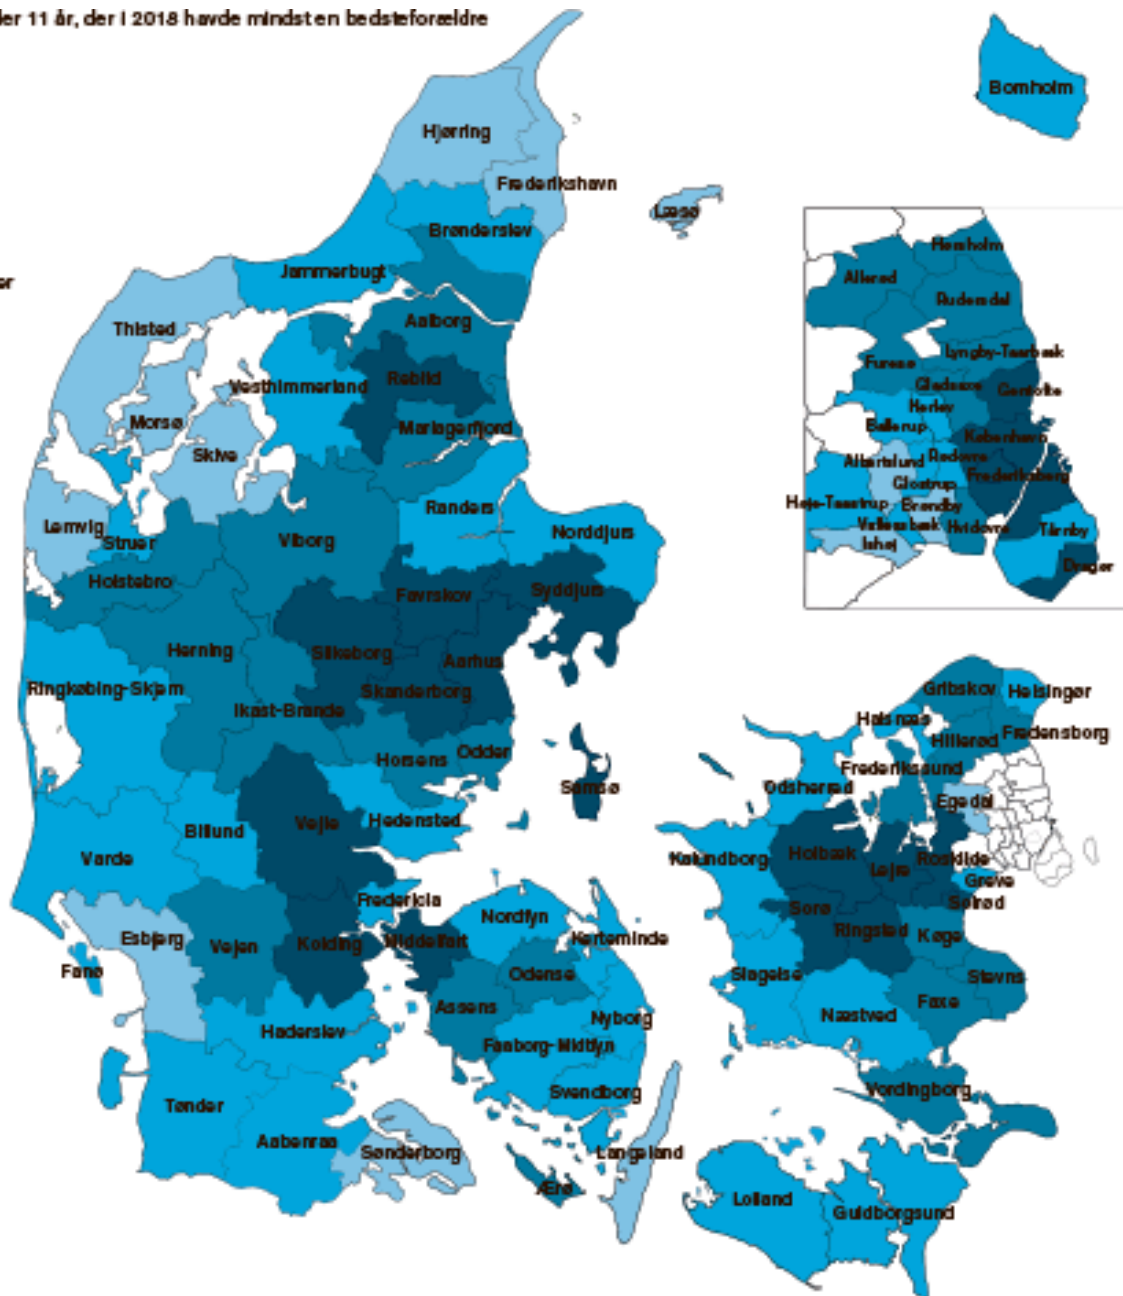 ler 11 år, der i 2018 havde mindst en bedsteforældre
Bornholm
Hjørring
Frederikshavn
Læsø
Brønderslev
Jammerbugt
er
Thisted
Aalborg
Vesthimmerland
Rebild
Morsø
Mariagerfjord
Skive
Randers
Lemvig
Struer
Viborg
Norddjurs
Holstebro
Favrskov
Syddjurs
Herning
Silkeborg
Aarhus
Ringkøbing-Skjern
Skanderborg
Ikast-Brande
Horsens
Odder
Samsø
Billund
Vejle
Hedensted
Varde
Fredericia
Esbjerg
Vejen
Kolding
Middelfart
Nordfyn
Kerteminde
Fanø
Odense
Assens
Nyborg
Haderslev
Faaborg-Midtfyn
Svendborg
Tønder
Aabenraa
Sønderborg
Langeland
Ærø
Hørsholm
Allerød
Rudersdal
Lyngby-Taarbæk
Furesø
Gladsaxe
Gentofte
Herlev
Ballerup
København
Albertslund
Rødovre
Frederiksberg
Glostrup
Høje-Taastrup
Brøndby
Vallensbæk
Hvidovre
Tårnby
Ishøj
Dragør
Gribskov
Helsingør
Halsnæs
Hillerød
Fredensborg
Frederikssund
Odsherred
Egedal
Kalundborg
Holbæk
Lejre
Roskilde
Greve
Solrød
Sorø
Ringsted
Køge
Slagelse
Stevns
Næstved
Faxe
Vordingborg
Lolland
Guldborgsund